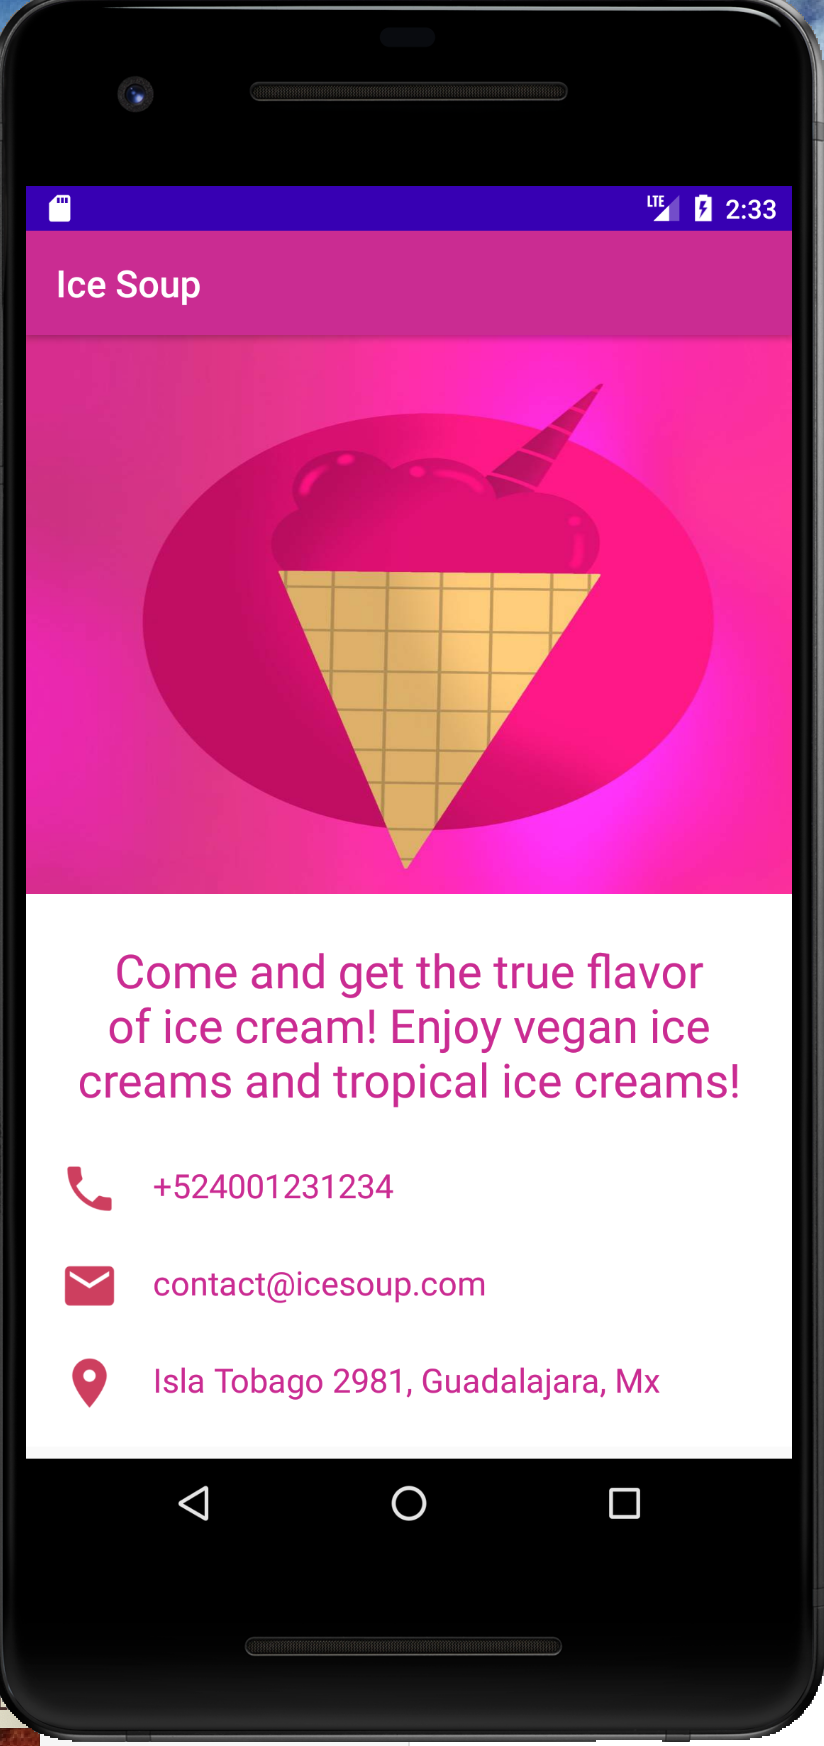 LTE 2:33
Ice Soup
Come and get the true flavor
of ice cream! Enjoy vegan ice
creams and tropical ice creams!
+524001231234
contact@icesoup.com
Isla Tobago 2981, Guadalajara, Mx